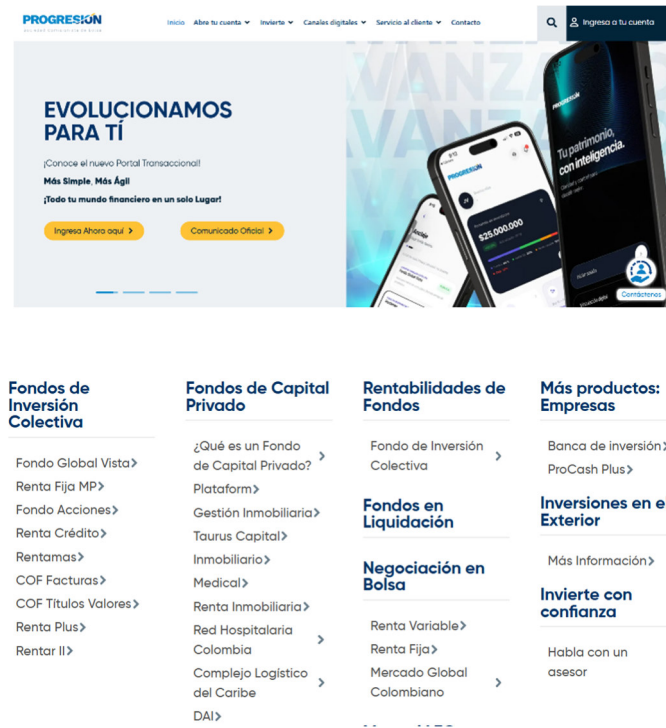 PROGRESIÓN
Inicio
Abre tu cuenta
Invierte
Canales digitales
Servicio al cliente
Contacto
Ingresa a tu cuenta
EVOLUCIONAMOS
PARA TÍ
¡Conoce el nuevo Portal Transaccional!
Más Simple, Más Ágil
¡Todo tu mundo financiero en un solo Lugar!
Ingresa Ahora aquí
Comunicado Oficial
AVANZA
PROGRESIÓN
$25.000.000
PROGRESIÓN
Tu patrimonio,
con inteligencia.
Contáctenos
Fondos de
Inversión
Colectiva
Fondo Global Vista
Renta Fija MP
Fondo Acciones
Renta Crédito
Rentamas
COF Facturas
COF Títulos Valores
Renta Plus
Rentar II
Fondos de Capital
Privado
¿Qué es un Fondo
de Capital Privado?
Plataform
Gestión Inmobiliaria
Taurus Capital
Inmobiliario
Medical
Renta Inmobiliaria
Red Hospitalaria
Colombia
Complejo Logístico
del Caribe
DAI
Rentabilidades de
Fondos
Fondo de Inversión
Colectiva
Fondos en
Liquidación
Negociación en
Bolsa
Renta Variable
Renta Fija
Mercado Global
Colombiano
Más productos:
Empresas
Banca de inversión
ProCash Plus
Inversiones en e
Exterior
Más Información
Invierte con
confianza
Habla con un
asesor